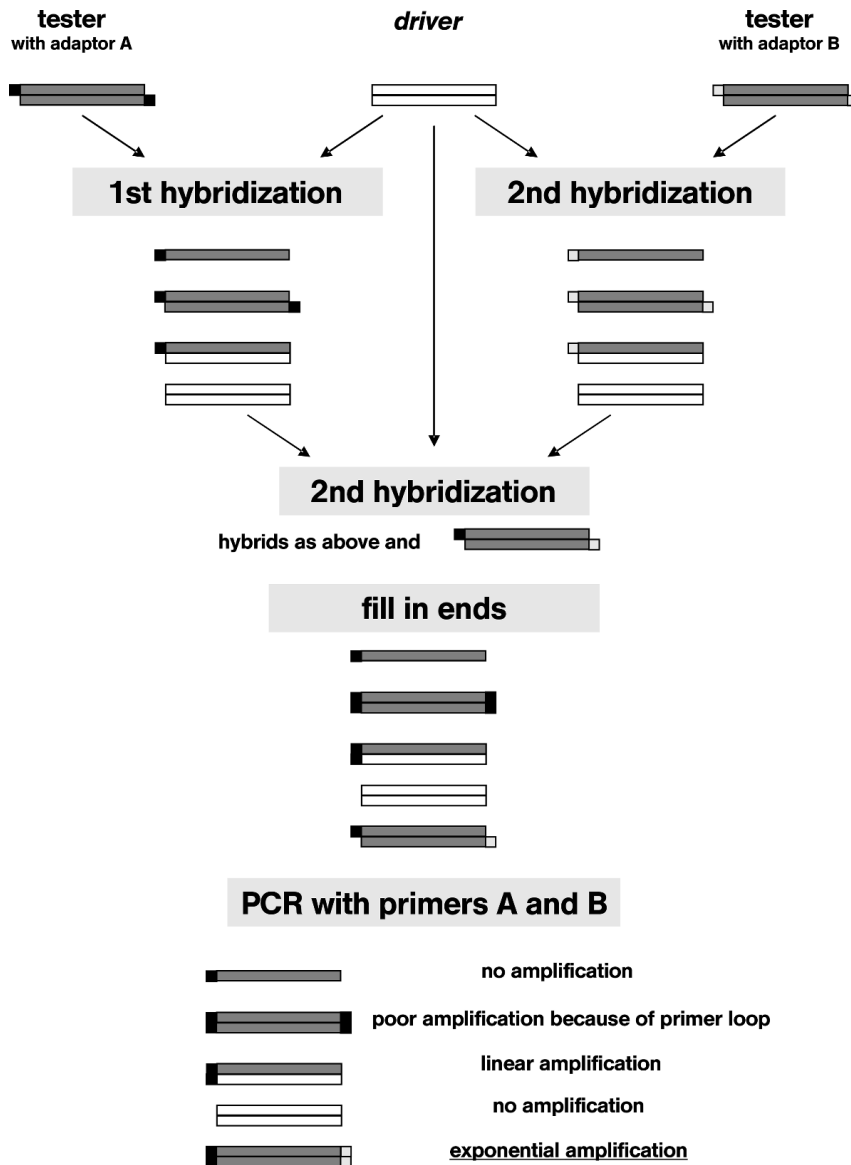 tester
with adaptor A
driver
tester
with adaptor B
1st hybridization
2nd hybridization
2nd hybridization
hybrids as above and
fill in ends
PCR with primers A and B
no amplification
poor amplification because of primer loop
linear amplification
no amplification
exponential amplification